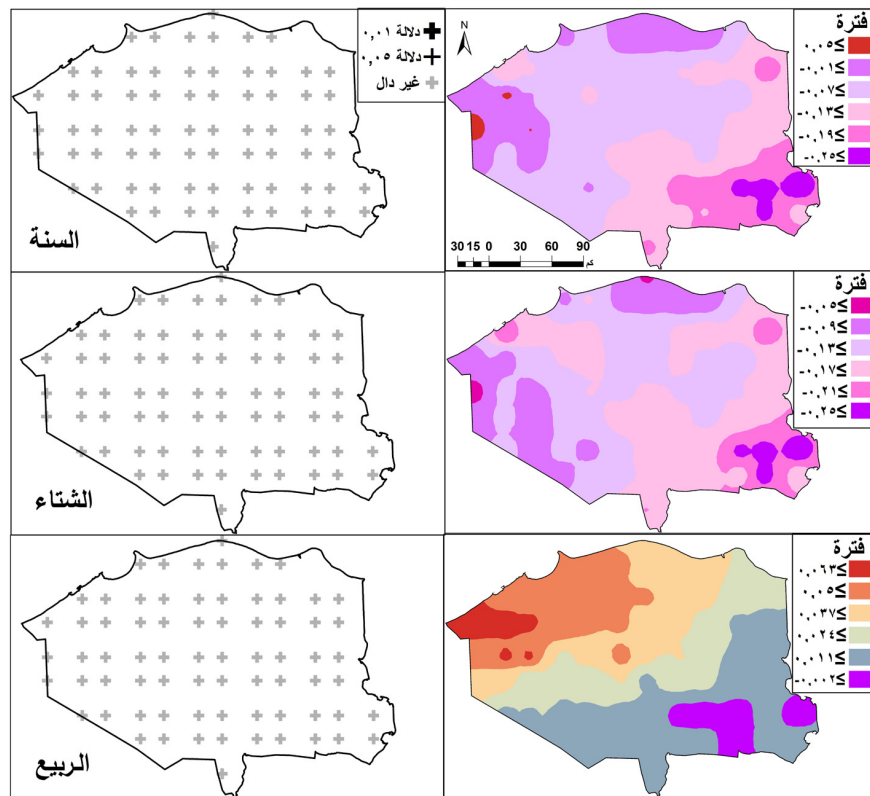 دلالة ٠,٠١
دلالة ٠,٠٥
غير دال
السنة
N
فترة
٠,٠٥≥
-٠,٠١≥
-٠,٠٧≥
-٠,١٣≥
-٠,١٩≥
-٠,٢٥≥
30 15 0 30 60 90
كم
الشتاء
فترة
-٠,٠٥≥
-٠,٠٩≥
-٠,١٣≥
-٠,١٧≥
-٠,٢١≥
-٠,٢٥≥
الربيع
فترة
٠,٠٦٣≥
٠,٠٥≥
٠,٠٣٧≥
٠,٠٢٤≥
٠,٠١١≥
-٠,٠٠٢≥